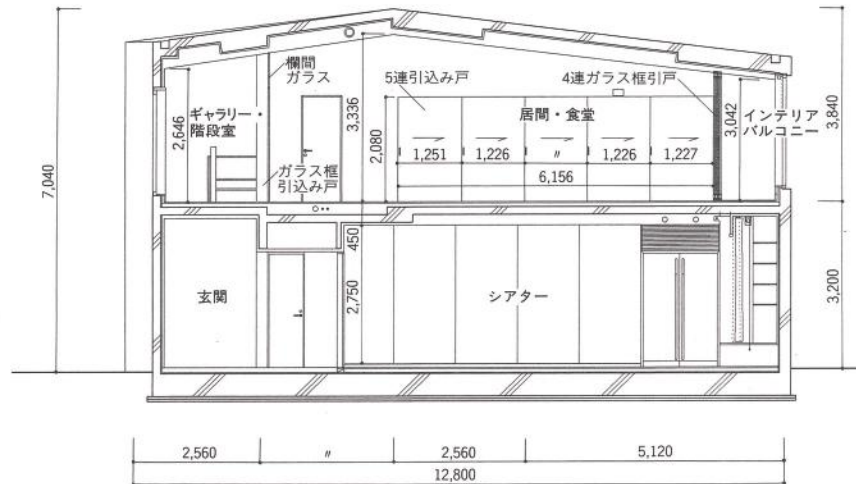 欄間
ガラス
5連引込み戸
4連ガラス框引戸
ギャラリー・
階段室
居間・食堂
インテリア
バルコニー
2,646
3,336
2,080
3,042
3,840
7,040
1,251
1,226
〃
1,226
1,227
6,156
ガラス框
引込み戸
450
2,750
玄関
シアター
3,200
2,560
〃
2,560
5,120
12,800